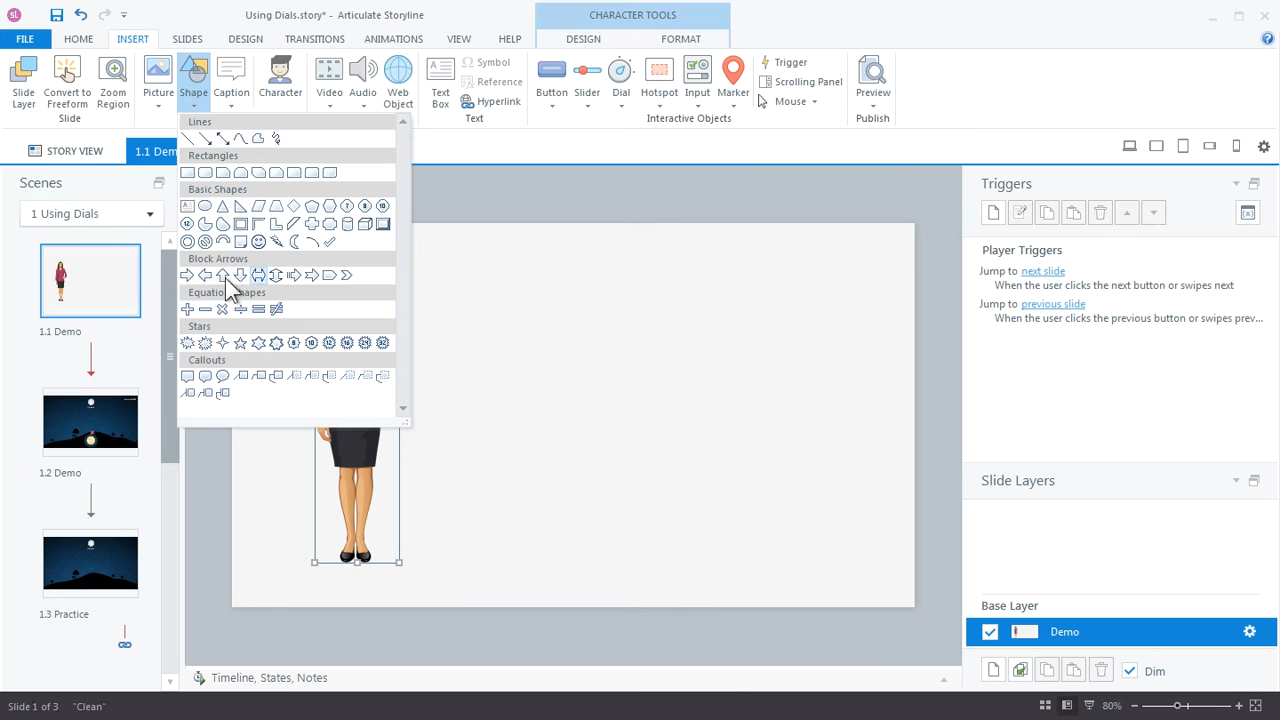 sl
Using Dials.story* - Articulate Storyline
CHARACTER TOOLS
FILE
HOME
INSERT
SLIDES
DESIGN
TRANSITIONS
ANIMATIONS
VIEW
HELP
DESIGN
FORMAT
Slide Layer
Convert to Freeform
Zoom Region
Slide
Picture
Shape
Caption
Character
Video
Audio
Web Object
Text Box
Symbol
Reference
Hyperlink
Text
Button
Slider
Dial
Hotspot
Input
Marker
Trigger
Scrolling Panel
Mouse
Interactive Objects
Preview
Publish
STORY VIEW
1.1 Dem
Scenes
1 Using Dials
1.1 Demo
1.2 Demo
1.3 Practice
Lines
Rectangles
Basic Shapes
Block Arrows
Stars
Callouts
Timeline, States, Notes
Triggers
Player Triggers
Jump to next slide
When the user clicks the next button or swipes next
Jump to previous slide
When the user clicks the previous button or swipes prev...
Slide Layers
Base Layer
Demo
Dim
Slide 1 of 3
"Clean"
80%